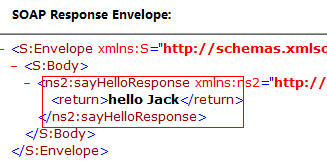 SOAP Response Envelope:
- <S:Envelope xmlns:S="http://schemas.xmlso
- <S:Body>
- <ns2:sayHelloResponse xmlns:ns2="http://
<return>hello Jack</return>
</ns2:sayHelloResponse>
</S:Body>
</S:Envelope>